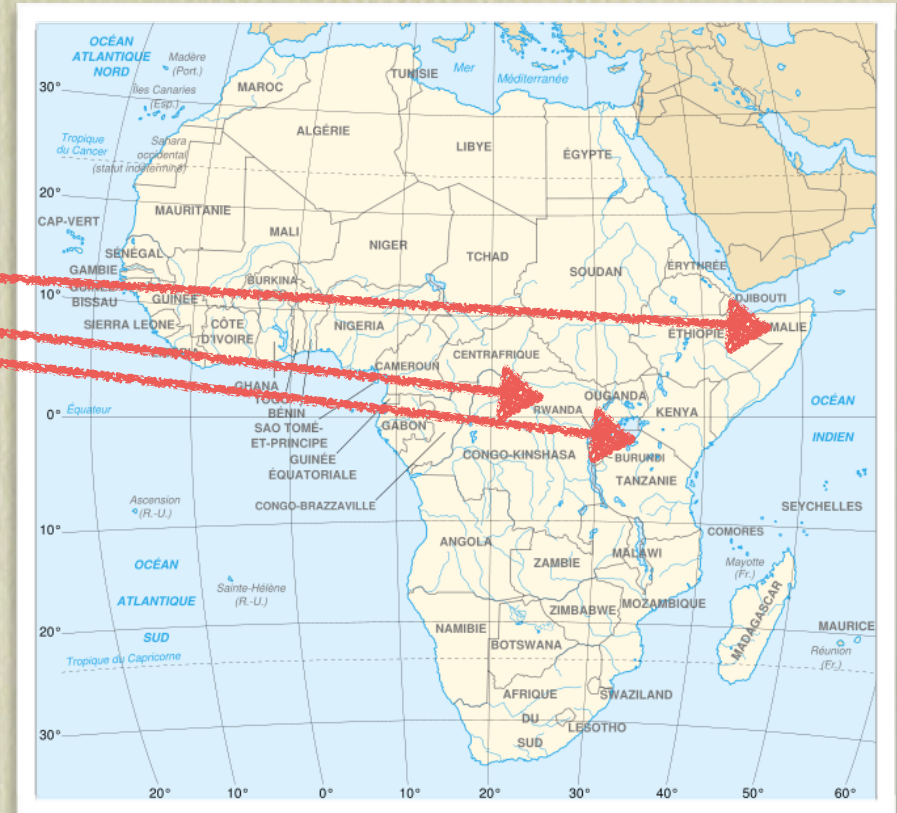 OCÉAN
ATLANTIQUE
NORD
Madère
(Port.)
Îles Canaries
(Esp.)
30°
MAROC
TUNISIE
Mer
Méditerranée
ALGÉRIE
LIBYE
ÉGYPTE
Tropique
du Cancer
Sahara
occidental
(statut indéterminé)
20°
CAP-VERT
MAURITANIE
MALI
NIGER
TCHAD
SOUDAN
ÉRYTHRÉE
SÉNÉGAL
GAMBIE
BISSAU
10°
GUINÉE
BURKINA
DJIBOUTI
MALIE
ÉTHIOPIE
SIERRA LEONE
CÔTE
D'IVOIRE
NIGERIA
CENTRAFRIQUE
CAMEROUN
GHANA
TOGO
BÉNIN
SAO TOMÉ-
ET-PRINCIPE
GUINÉE
ÉQUATORIALE
CONGO-BRAZZAVILLE
0°
Équateur
GABON
OUGANDA
RWANDA
KENYA
CONGO-KINSHASA
BURUNDI
TANZANIE
OCÉAN
INDIEN
SEYCHELLES
Ascension
(R.-U.)
10°
ANGOLA
ZAMBIE
MALAWI
COMORES
Mayotte
(Fr.)
OCÉAN
ATLANTIQUE
SUD
Sainte-Hélène
(R.-U.)
20°
ZIMBABWE
MOZAMBIQUE
MADAGASCAR
MAURICE
Réunion
(Fr.)
NAMIBIE
BOTSWANA
Tropique du Capricorne
AFRIQUE
DU
SUD
SWAZILAND
LESOTHO
30°
20°
10°
0°
10°
20°
30°
40°
50°
60°